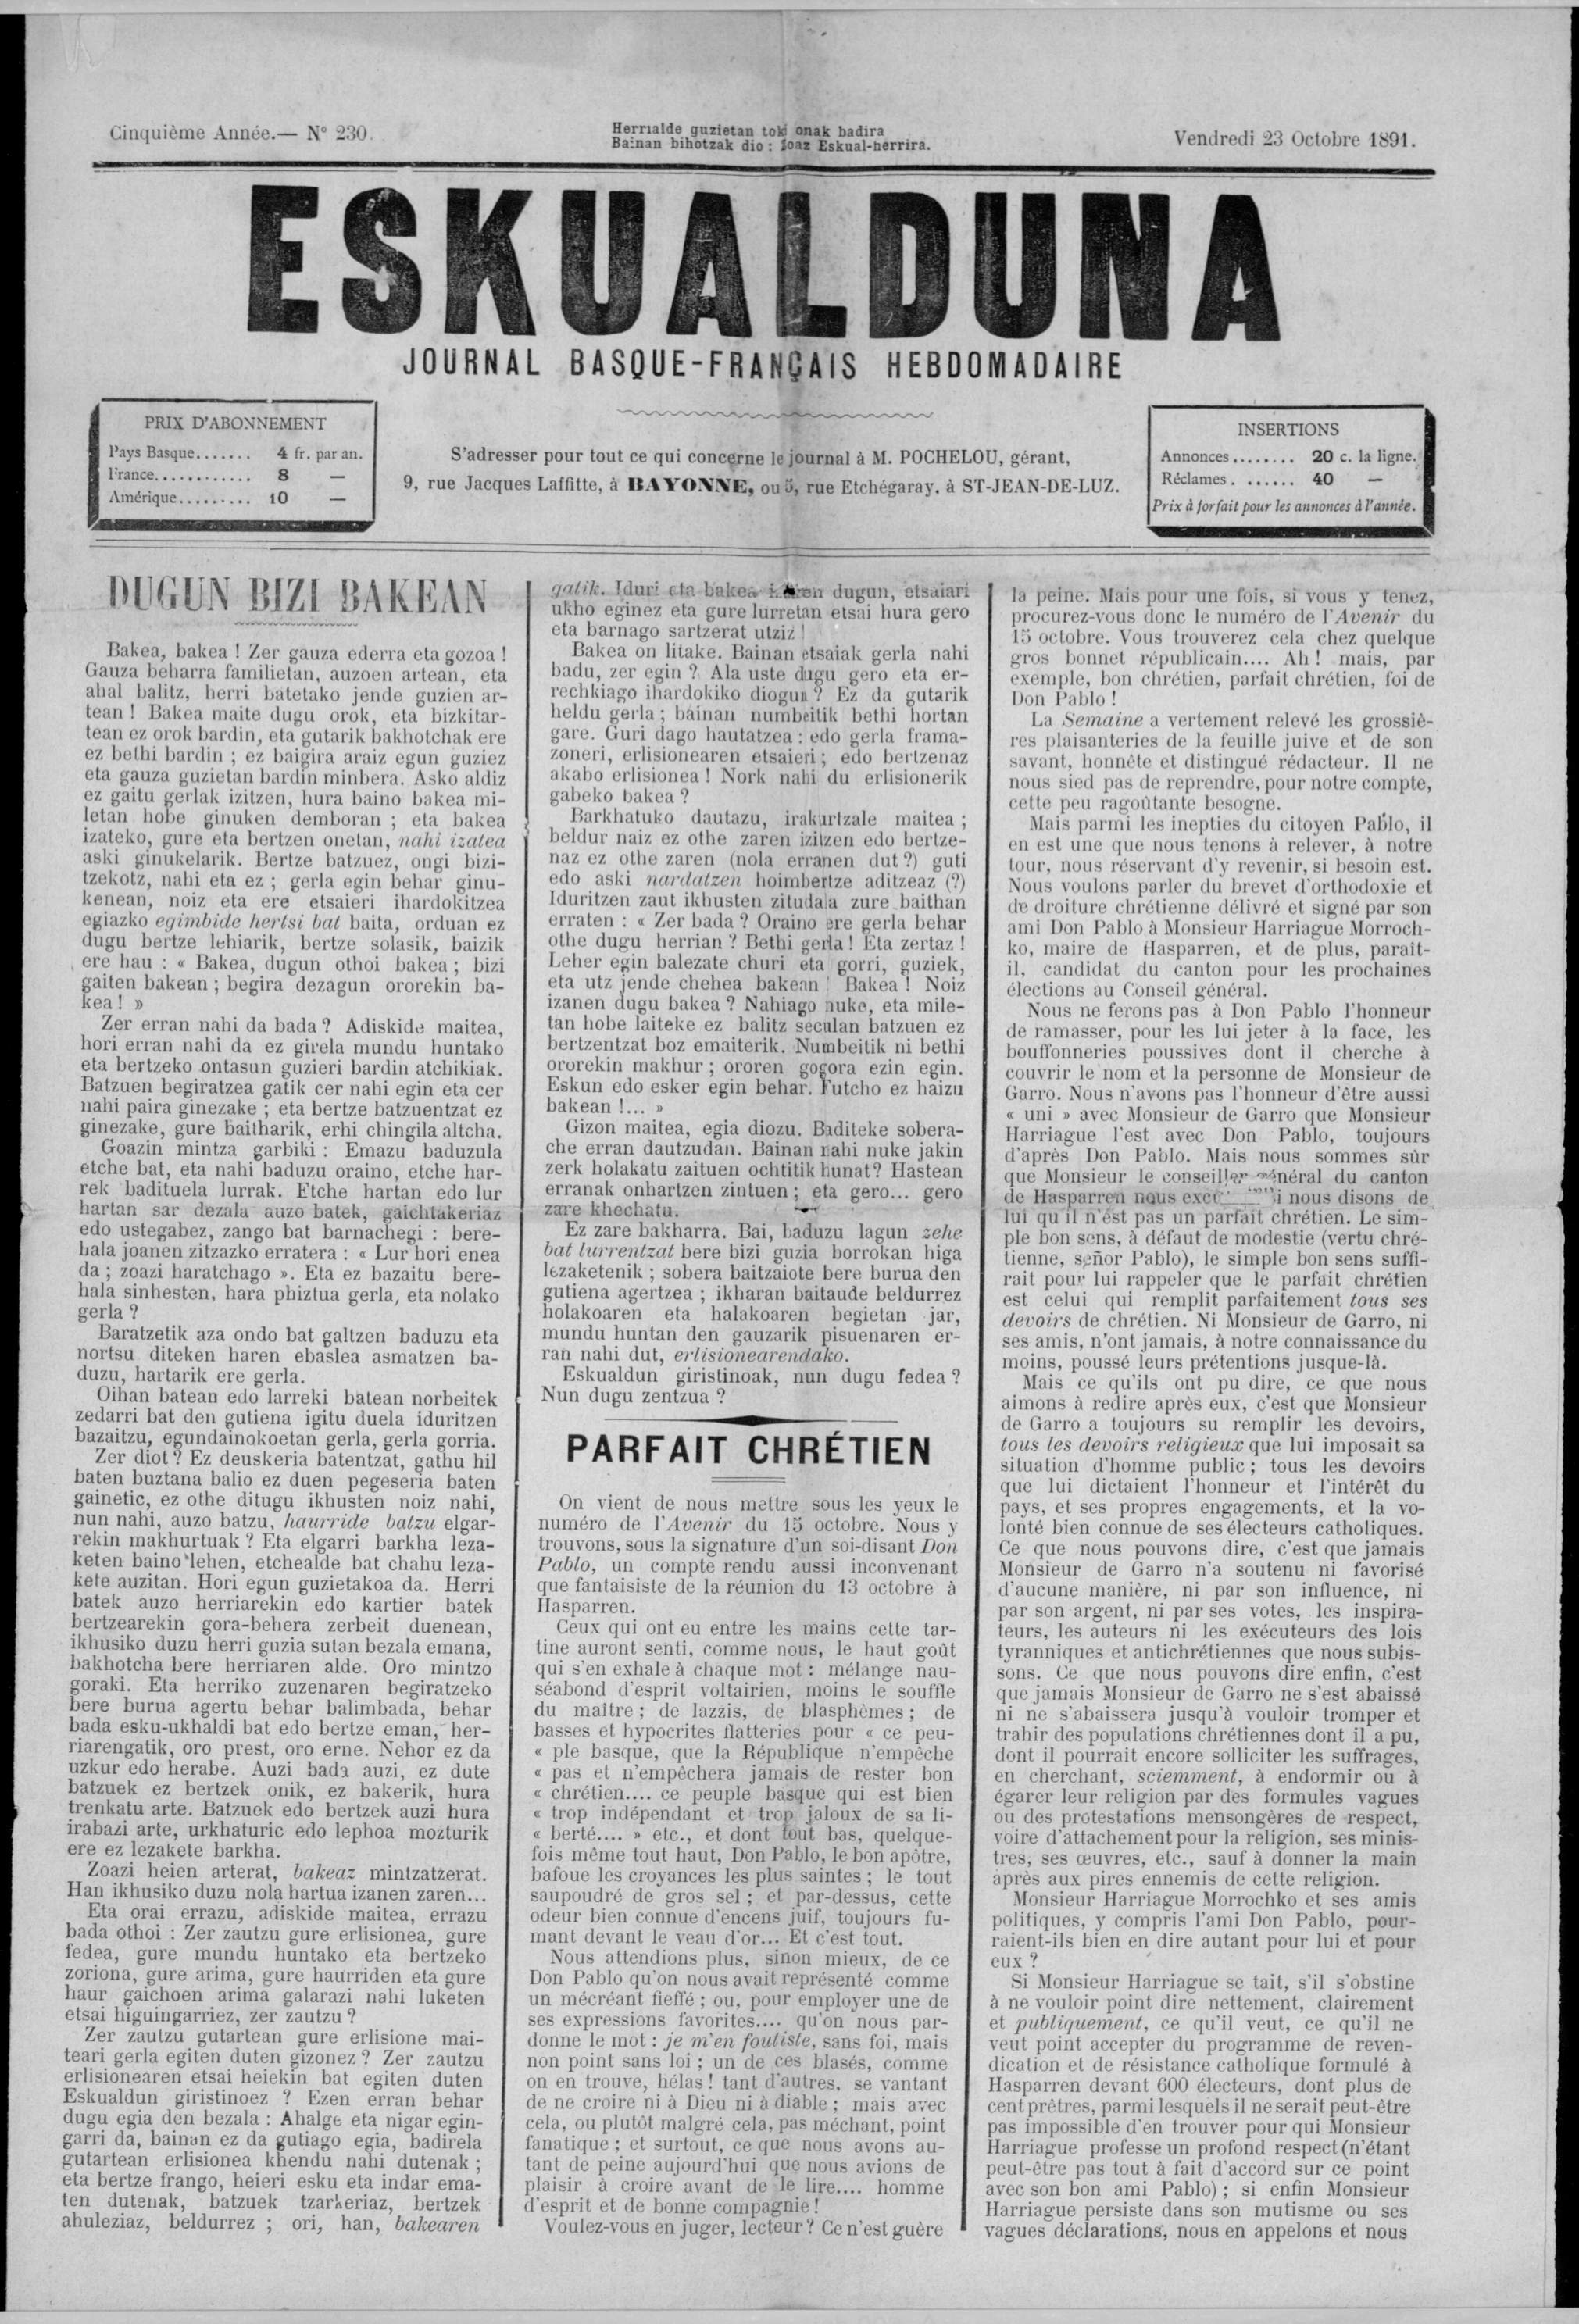 Cinquième Année.— N° 230.
Herrialde guzietan toki onak badira
Bainan bihotzak dio : Zoaz Eskual-herrira.
Vendredi 23 Octobre 1891.
ESKUALDUNA
JOURNAL BASQUE-FRANÇAIS HEBDOMADAIRE
PRIX D'ABONNEMENT
Pays Basque....... 4 fr. par an.
France............ 8 —
Amérique......... 10 —
S'adresser pour tout ce qui concerne le journal à M. POCHELOU, gérant,
9, rue Jacques Laffitte, à BAYONNE, ou 5, rue Etchégaray, à ST-JEAN-DE-LUZ.
INSERTIONS
Annonces........ 20 c. la ligne.
Réclames. ...... 40 —
Prix à forfait pour les annonces à l'année.
DUGUN BIZI BAKEAN
Bakea, bakea ! Zer gauza ederra eta gozoa !
Gauza beharra familietan, auzoen artean, eta
ahal balitz, herri batetako jende guzien ar-
tean ! Bakea maite dugu orok, eta bizkitar-
tean ez orok bardin, eta gutarik bakhotchak ere
ez bethi bardin ; ez baigira araiz egun guziez
eta gauza guzietan bardin minbera. Asko aldiz
ez gaitu gerlak izitzen, hura baino bakea mi-
letan hobe ginuken demboran ; eta bakea
izateko, gure eta bertzen onetan, nahi izatea
aski ginukelarik. Bertze batzuez, ongi bizi-
tzekotz, nahi eta ez ; gerla egin behar ginu-
kenean, noiz eta ere etsaieri ihardokitzea
egiazko egimbide hertsi bat baita, orduan ez
dugu bertze lehiarik, bertze solasik, baizik
ere hau : « Bakea, dugun othoi bakea ; bizi
gaiten bakean ; begira dezagun ororekin ba-
kea ! »
Zer erran nahi da bada ? Adiskide maitea,
hori erran nahi da ez girela mundu huntako
eta bertzeko ontasun guzieri bardin atchikiak.
Batzuen begiratzea gatik cer nahi egin eta cer
nahi paira ginezake ; eta bertze batzuentzat ez
ginezake, gure baitharik, erhi chingila altcha.
Goazin mintza garbiki : Emazu baduzula
etche bat, eta nahi baduzu oraino, etche har-
rek badituela lurrak. Etche hartan edo lur
hartan sar dezala auzo batek, gaichtakeriaz
edo ustegabez, zango bat barnachegi : bere-
hala joanen zitzazko erratera : « Lur hori enea
da ; zoazi haratchago ». Eta ez bazaitu bere-
hala sinhesten, hara phiztua gerla, eta nolako
gerla ?
Baratzetik aza ondo bat galtzen baduzu eta
nortsu diteken haren ebaslea asmatzen ba-
duzu, hartarik ere gerla.
Oihan batean edo larreki batean norbeitek
zedarri bat den gutiena igitu duela iduritzen
bazaitzu, egundainokoetan gerla, gerla gorria.
Zer diot ? Ez deuskeria batentzat, gathu hil
baten buztana balio ez duen pegeseria baten
gainetic, ez othe ditugu ikhusten noiz nahi,
nun nahi, auzo batzu, haurride batzu elgar-
rekin makhurtuak ? Eta elgarri barkha leza-
keten baino lehen, etchealde bat chahu leza-
kete auzitan. Hori egun guzietakoa da. Herri
batek auzo herriarekin edo kartier batek
bertzearekin gora-behera zerbeit duenean,
ikhusiko duzu herri guzia sutan bezala emana,
bakhotcha bere herriaren alde. Oro mintzo
goraki. Eta herriko zuzenaren begiratzeko
bere burua agertu behar balimbada, behar
bada esku-ukhaldi bat edo bertze eman, her-
riarengatik, oro prest, oro erne. Nehor ez da
uzkur edo herabe. Auzi bada auzi, ez dute
batzuek ez bertzek onik, ez bakerik, hura
trenkatu arte. Batzuek edo bertzek auzi hura
irabazi arte, urkhaturic edo lephoa mozturik
ere ez lezakete barkha.
Zoazi heien arterat, bakeaz mintzatzerat.
Han ikhusiko duzu nola hartua izanen zaren...
Eta orai errazu, adiskide maitea, errazu
bada othoi : Zer zautzu gure erlisionea, gure
fedea, gure mundu huntako eta bertzeko
zoriona, gure arima, gure haurriden eta gure
haur gaichoen arima galarazi nahi luketen
etsai higuingarriez, zer zautzu ?
Zer zautzu gutartean gure erlisione mai-
teari gerla egiten duten gizonez ? Zer zautzu
erlisionearen etsai heiekin bat egiten duten
Eskualdun giristinoez ? Ezen erran behar
dugu egia den bezala : Ahalge eta nigar egin-
garri da, bainan ez da gutiago egia, badirela
gutartean erlisionea khendu nahi dutenak ;
eta bertze frango, heieri esku eta indar ema-
ten dutenak, batzuek tzarkeriaz, bertzek
ahuleziaz, beldurrez ; ori, han, bakearen
gatik. Iduri eta bakea dugun, etsaiari
ukho eginez eta gure lurretan etsai hura gero
eta barnago sartzerat utziz !
Bakea on litake. Bainan etsaiak gerla nahi
badu, zer egin ? Ala uste dugu gero eta er-
rechkiago ihardokiko diogun ? Ez da gutarik
heldu gerla ; bainan numbeitik bethi hortan
gare. Guri dago hautatzea : edo gerla frama-
zoneri, erlisionearen etsaieri ; edo bertzenaz
akabo erlisionea ! Nork nahi du erlisionerik
gabeko bakea ?
Barkhatuko dautazu, irakurtzale maitea ;
beldur naiz ez othe zaren izitzen edo bertze-
naz ez othe zaren (nola erranen dut ?) guti
edo aski nardatzen hoimbertze aditzeaz (?)
Iduritzen zaut ikhusten zitudala zure baithan
erraten : « Zer bada ? Oraino ere gerla behar
othe dugu herrian ? Bethi gerla ! Eta zertaz !
Leher egin balezate churi eta gorri, guziek,
eta utz jende chehea bakean ! Bakea ! Noiz
izanen dugu bakea ? Nahiago nuke, eta mile-
tan hobe laiteke ez balitz seculan batzuen ez
bertzentzat boz emaiterik. Numbeitik ni bethi
ororekin makhur ; ororen gogora ezin egin.
Eskun edo esker egin behar. Futcho ez haizu
bakean !... »
Gizon maitea, egia diozu. Baditeke sobera-
che erran dautzudan. Bainan nahi nuke jakin
zerk holakatu zaituen ochtitik hunat ? Hastean
erranak onhartzen zintuen ; eta gero... gero
zare khechatu.
Ez zare bakharra. Bai, baduzu lagun zehe
bat lurrentzat bere bizi guzia borrokan higa
lezaketenik ; sobera baitzaiote bere burua den
gutiena agertzea ; ikharan baitaude beldurrez
holakoaren eta halakoaren begietan jar,
mundu huntan den gauzarik pisuenaren er-
ran nahi dut, erlisionearendako.
Eskualdun giristinoak, nun dugu fedea ?
Nun dugu zentzua ?
PARFAIT CHRÉTIEN
On vient de nous mettre sous les yeux le
numéro de l'Avenir du 15 octobre. Nous y
trouvons, sous la signature d'un soi-disant Don
Pablo, un compte rendu aussi inconvenant
que fantaisiste de la réunion du 13 octobre à
Hasparren.
Ceux qui ont eu entre les mains cette tar-
tine auront senti, comme nous, le haut goût
qui s'en exhale à chaque mot : mélange nau-
séabond d'esprit voltairien, moins le souffle
du maître ; de lazzis, de blasphèmes ; de
basses et hypocrites flatteries pour « ce peu-
« ple basque, que la République n'empêche
« pas et n'empêchera jamais de rester bon
« chrétien.... ce peuple basque qui est bien
« trop indépendant et trop jaloux de sa li-
« berté.... » etc., et dont tout bas, quelque-
fois même tout haut, Don Pablo, le bon apôtre,
bafoue les croyances les plus saintes ; le tout
saupoudré de gros sel ; et par-dessus, cette
odeur bien connue d'encens juif, toujours fu-
mant devant le veau d'or... Et c'est tout.
Nous attendions plus, sinon mieux, de ce
Don Pablo qu'on nous avait représenté comme
un mécréant fieffé ; ou, pour employer une de
ses expressions favorites.... qu'on nous par-
donne le mot : je m'en foutiste, sans foi, mais
non point sans loi ; un de ces blasés, comme
on en trouve, hélas ! tant d'autres, se vantant
de ne croire ni à Dieu ni à diable ; mais avec
cela, ou plutôt malgré cela, pas méchant, point
fanatique ; et surtout, ce que nous avons au-
tant de peine aujourd'hui que nous avions de
plaisir à croire avant de le lire.... homme
d'esprit et de bonne compagnie !
Voulez-vous en juger, lecteur ? Ce n'est guère
la peine. Mais pour une fois, si vous y tenez,
procurez-vous donc le numéro de l'Avenir du
15 octobre. Vous trouverez cela chez quelque
gros bonnet républicain.... Ah ! mais, par
exemple, bon chrétien, parfait chrétien, foi de
Don Pablo !
La Semaine a vertement relevé les grossiè-
res plaisanteries de la feuille juive et de son
savant, honnête et distingué rédacteur. Il ne
nous sied pas de reprendre, pour notre compte,
cette peu ragoûtante besogne.
Mais parmi les inepties du citoyen Pablo, il
en est une que nous tenons à relever, à notre
tour, nous réservant d'y revenir, si besoin est.
Nous voulons parler du brevet d'orthodoxie et
de droiture chrétienne délivré et signé par son
ami Don Pablo à Monsieur Harriague Morroch-
ko, maire de Hasparren, et de plus, paraît-
il, candidat du canton pour les prochaines
élections au Conseil général.
Nous ne ferons pas à Don Pablo l'honneur
de ramasser, pour les lui jeter à la face, les
bouffonneries poussives dont il cherche à
couvrir le nom et la personne de Monsieur de
Garro. Nous n'avons pas l'honneur d'être aussi
« uni » avec Monsieur de Garro que Monsieur
Harriague l'est avec Don Pablo, toujours
d'après Don Pablo. Mais nous sommes sûr
que Monsieur le conseiller général du canton
de Hasparren nous nous disons de
lui qu'il n'est pas un parfait chrétien. Le sim-
ple bon sens, à défaut de modestie (vertu chré-
tienne, señor Pablo), le simple bon sens suffi-
rait pour lui rappeler que le parfait chrétien
est celui qui remplit parfaitement tous ses
devoirs de chrétien. Ni Monsieur de Garro, ni
ses amis, n'ont jamais, à notre connaissance du
moins, poussé leurs prétentions jusque-là.
Mais ce qu'ils ont pu dire, ce que nous
aimons à redire après eux, c'est que Monsieur
de Garro a toujours su remplir les devoirs,
tous les devoirs religieux que lui imposait sa
situation d'homme public ; tous les devoirs
que lui dictaient l'honneur et l'intérêt du
pays, et ses propres engagements, et la vo-
lonté bien connue de ses électeurs catholiques.
Ce que nous pouvons dire, c'est que jamais
Monsieur de Garro n'a soutenu ni favorisé
d'aucune manière, ni par son influence, ni
par son argent, ni par ses votes, les inspira-
teurs, les auteurs ni les exécuteurs des lois
tyranniques et antichrétiennes que nous subis-
sons. Ce que nous pouvons dire enfin, c'est
que jamais Monsieur de Garro ne s'est abaissé
ni ne s'abaissera jusqu'à vouloir tromper et
trahir des populations chrétiennes dont il a pu,
dont il pourrait encore solliciter les suffrages,
en cherchant, sciemment, à endormir ou à
égarer leur religion par des formules vagues
ou des protestations mensongères de respect,
voire d'attachement pour la religion, ses minis-
tres, ses œuvres, etc., sauf à donner la main
après aux pires ennemis de cette religion.
Monsieur Harriague Morrochko et ses amis
politiques, y compris l'ami Don Pablo, pour-
raient-ils bien en dire autant pour lui et pour
eux ?
Si Monsieur Harriague se tait, s'il s'obstine
à ne vouloir point dire nettement, clairement
et publiquement, ce qu'il veut, ce qu'il ne
veut point accepter du programme de reven-
dication et de résistance catholique formulé à
Hasparren devant 600 électeurs, dont plus de
cent prêtres, parmi lesquels il ne serait peut-être
pas impossible d'en trouver pour qui Monsieur
Harriague professe un profond respect (n'étant
peut-être pas tout à fait d'accord sur ce point
avec son bon ami Pablo) ; si enfin Monsieur
Harriague persiste dans son mutisme ou ses
vagues déclarations, nous en appelons et nous